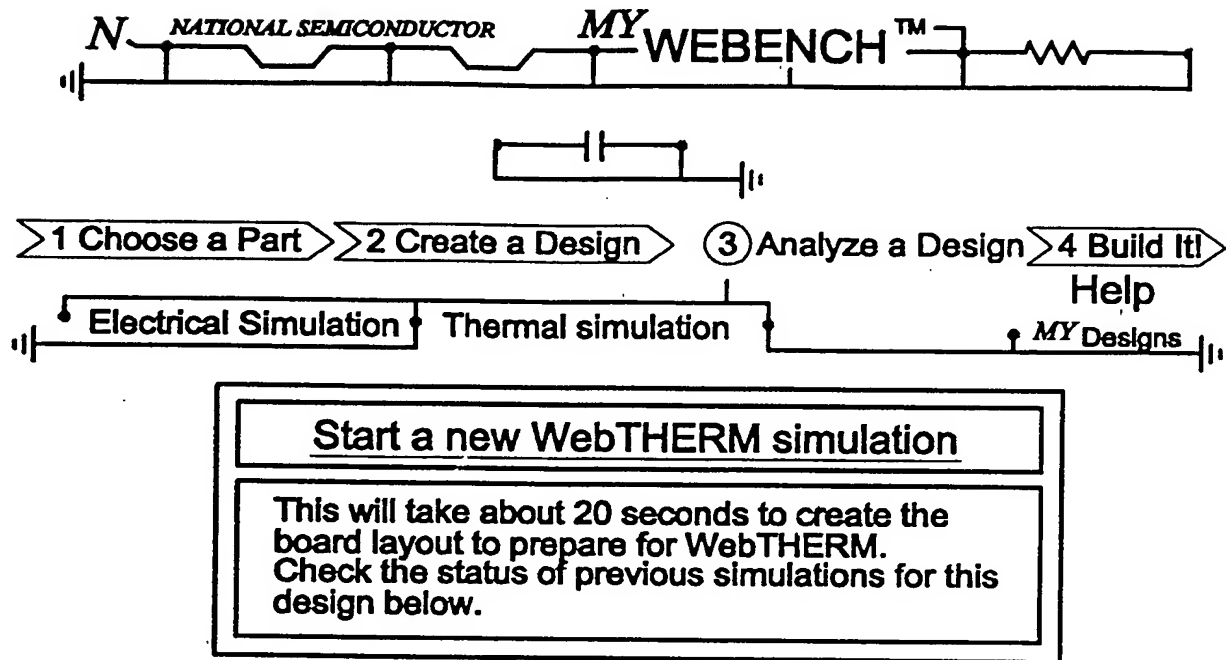 N NATIONAL SEMICONDUCTOR MY WEBENCH™
1 Choose a Part 2 Create a Design 3 Analyze a Design 4 Build It!
Help
Electrical Simulation Thermal simulation
MY Designs
Start a new WebTHERM simulation
This will take about 20 seconds to create the
board layout to prepare for WebTHERM.
Check the status of previous simulations for this
design below.